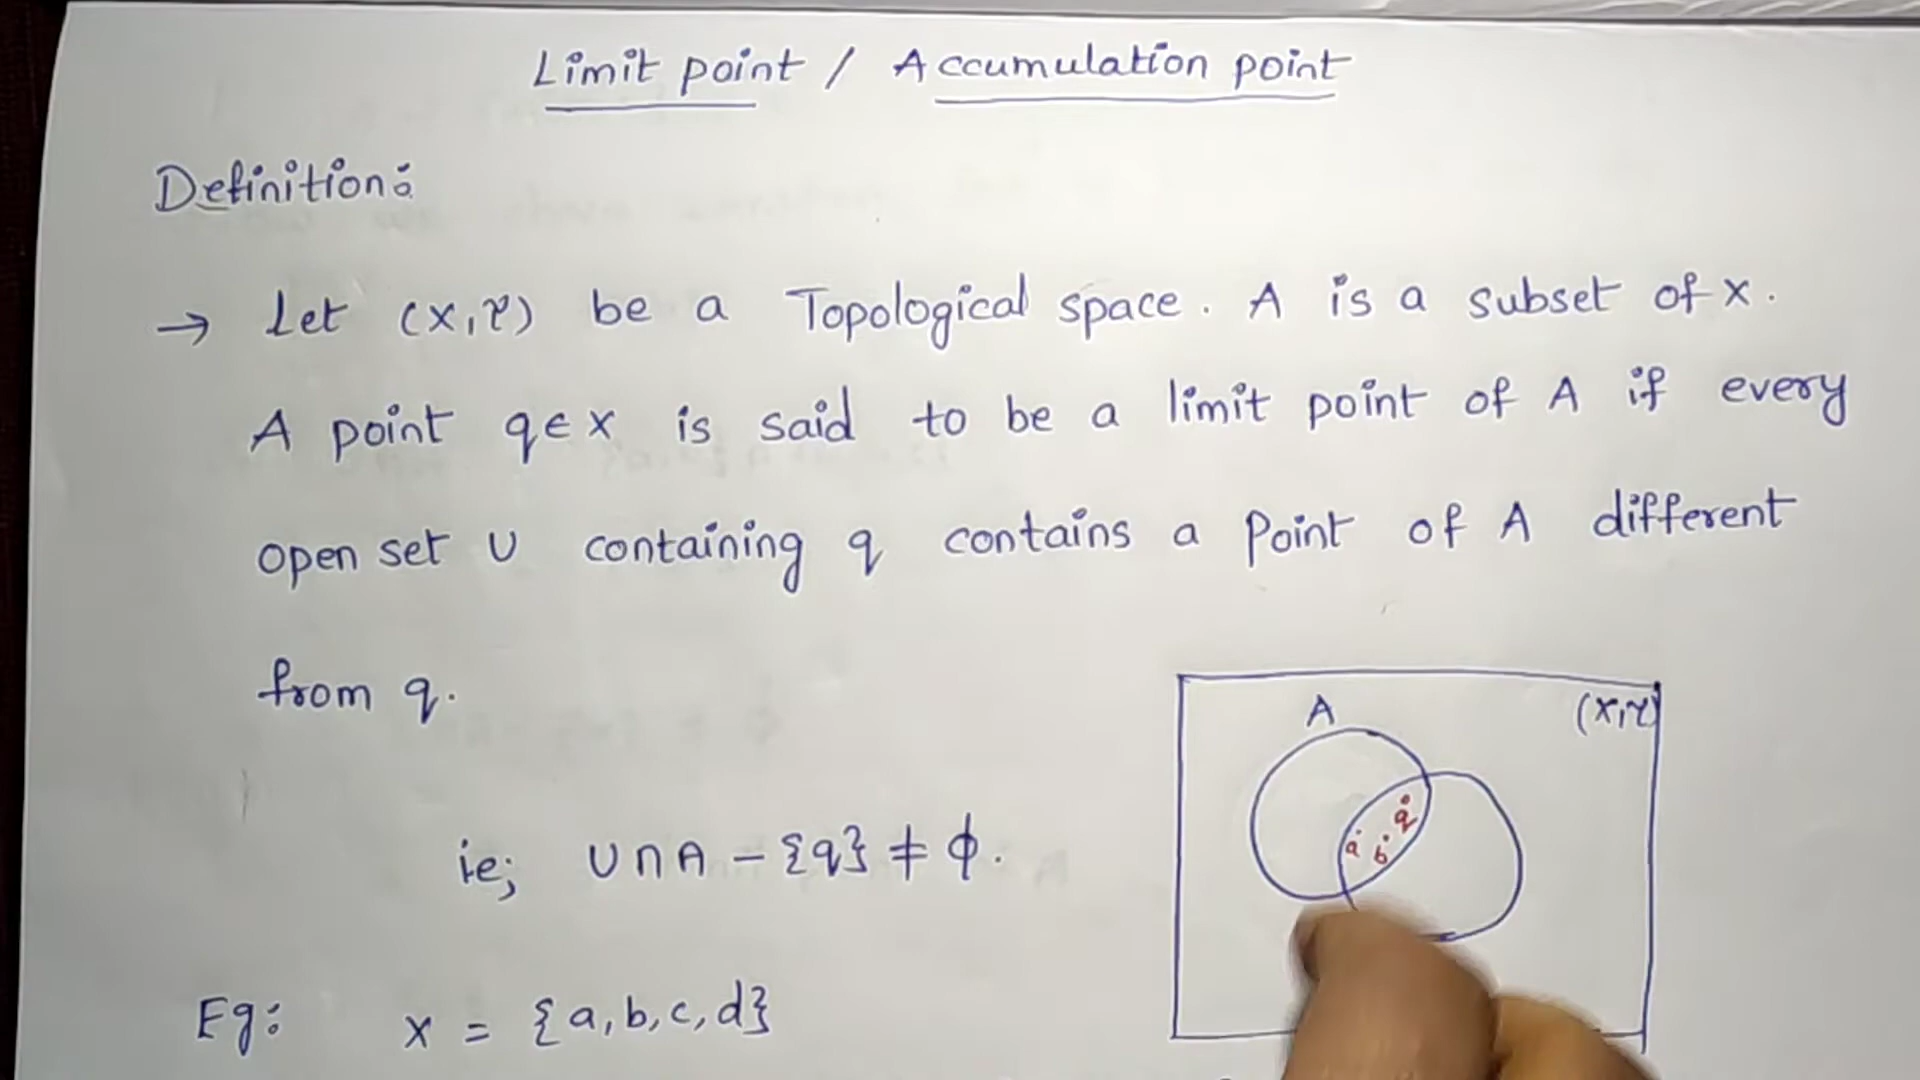 Limit point / Accumulation point
Definition:
→ Let (X,τ) be a Topological space. A is a subset of X.
A point q∈X is said to be a limit point of A if every
open set U containing q contains a Point of A different
from q.
A
(X,τ)
q
a
b
ie; U∩A - {q} ≠ ϕ.
Eg: X = {a,b,c,d}